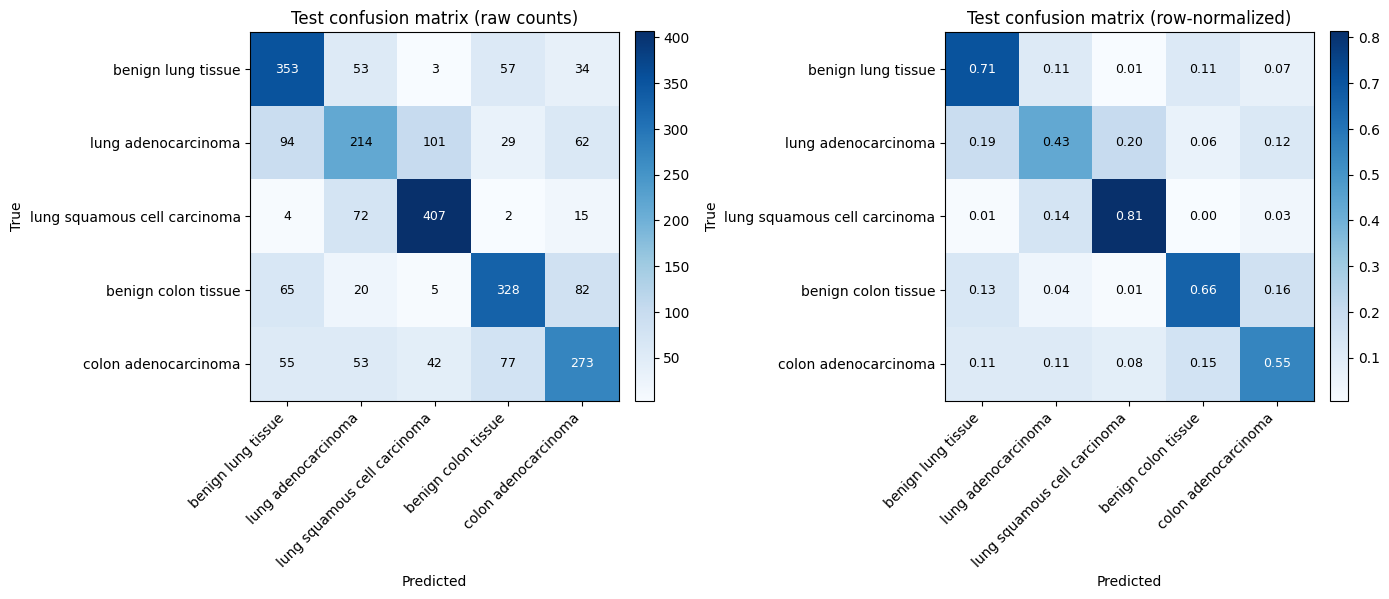 Test confusion matrix (raw counts)
True
benign lung tissue 353 53 3 57 34
lung adenocarcinoma 94 214 101 29 62
lung squamous cell carcinoma 4 72 407 2 15
benign colon tissue 65 20 5 328 82
colon adenocarcinoma 55 53 42 77 273
benign lung tissue
lung adenocarcinoma
lung squamous cell carcinoma
benign colon tissue
colon adenocarcinoma
Predicted
400
350
300
250
200
150
100
50
Test confusion matrix (row-normalized)
True
benign lung tissue 0.71 0.11 0.01 0.11 0.07
lung adenocarcinoma 0.19 0.43 0.20 0.06 0.12
lung squamous cell carcinoma 0.01 0.14 0.81 0.00 0.03
benign colon tissue 0.13 0.04 0.01 0.66 0.16
colon adenocarcinoma 0.11 0.11 0.08 0.15 0.55
benign lung tissue
lung adenocarcinoma
lung squamous cell carcinoma
benign colon tissue
colon adenocarcinoma
Predicted
0.8
0.7
0.6
0.5
0.4
0.3
0.2
0.1